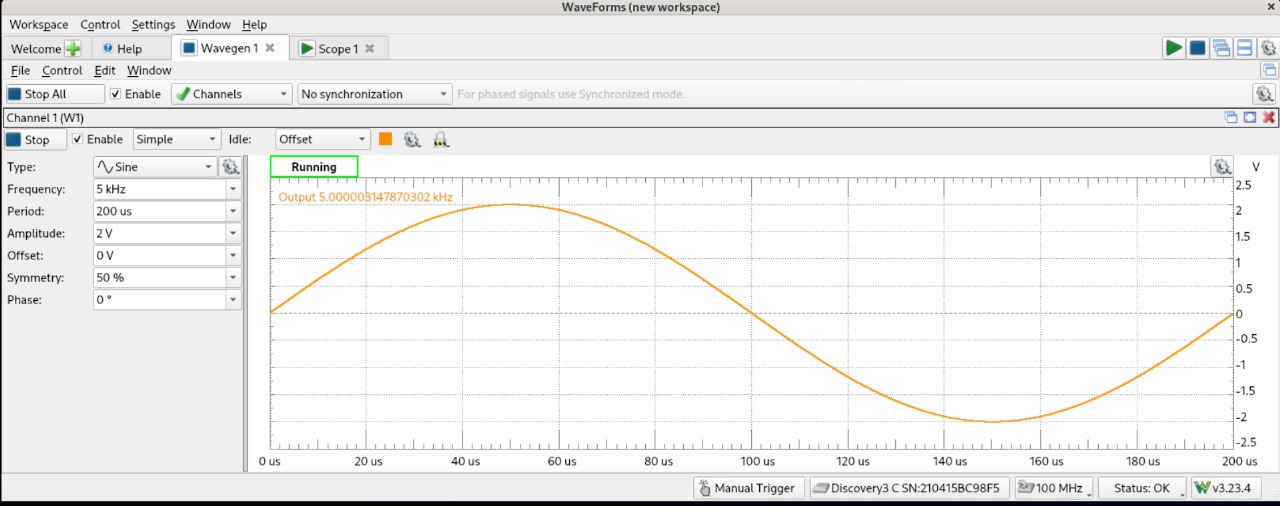 WaveForms (new workspace)
Workspace Control Settings Window Help
Welcome Help Wavegen 1 Scope 1
File Control Edit Window
Stop All Enable Channels No synchronization For phased signals use Synchronized mode.
Channel 1 (W1)
Stop Enable Simple Idle: Offset
Type: Sine
Frequency: 5 kHz
Period: 200 us
Amplitude: 2 V
Offset: 0 V
Symmetry: 50 %
Phase: 0 °
Running V
Output 5.000003147870302 kHz
2.5
2
1.5
1
0.5
0
-0.5
-1
-1.5
-2
-2.5
0 us 20 us 40 us 60 us 80 us 100 us 120 us 140 us 160 us 180 us 200 us
Manual Trigger Discovery3 C SN:210415BC98F5 100 MHz Status: OK v3.23.4